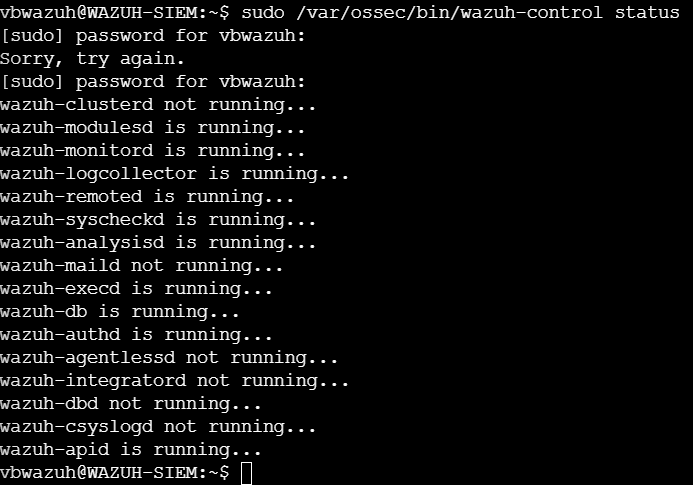 vbwazuh@WAZUH-SIEM:~$ sudo /var/ossec/bin/wazuh-control status
[sudo] password for vbwazuh:
Sorry, try again.
[sudo] password for vbwazuh:
wazuh-clusterd not running...
wazuh-modulesd is running...
wazuh-monitord is running...
wazuh-logcollector is running...
wazuh-remoted is running...
wazuh-syscheckd is running...
wazuh-analysisd is running...
wazuh-maild not running...
wazuh-execd is running...
wazuh-db is running...
wazuh-authd is running...
wazuh-agentlessd not running...
wazuh-integratord not running...
wazuh-dbd not running...
wazuh-csyslogd not running...
wazuh-apid is running...
vbwazuh@WAZUH-SIEM:~$